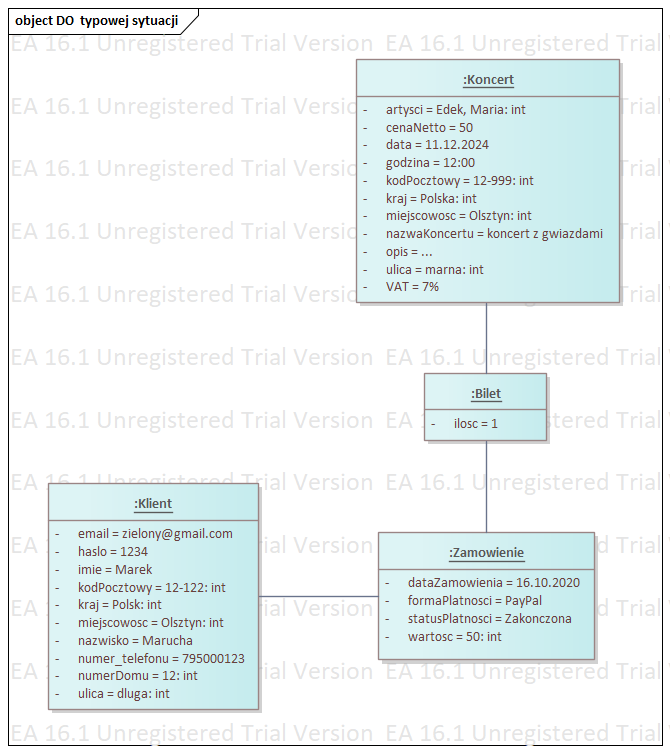 object DO typowej sytuacji
EA 16.1 Unregistered Trial Version EA 16.1 Unregistered Trial
:Koncert
- artysci = Edek, Maria: int
- cenaNetto = 50
- data = 11.12.2024
- godzina = 12:00
- kodPocztowy = 12-999: int
- kraj = Polska: int
- miejscowosc = Olsztyn: int
- nazwaKoncertu = koncert z gwiazdami
- opis = ...
- ulica = marna: int
- VAT = 7%
:Bilet
- ilosc = 1
:Klient
- email = zielony@gmail.com
- haslo = 1234
- imie = Marek
- kodPocztowy = 12-122: int
- kraj = Polsk: int
- miejscowosc = Olsztyn: int
- nazwisko = Marucha
- numer_telefonu = 795000123
- numerDomu = 12: int
- ulica = dluga: int
:Zamowienie
- dataZamowienia = 16.10.2020
- formaPlatnosci = PayPal
- statusPlatnosci = Zakonczona
- wartosc = 50: int